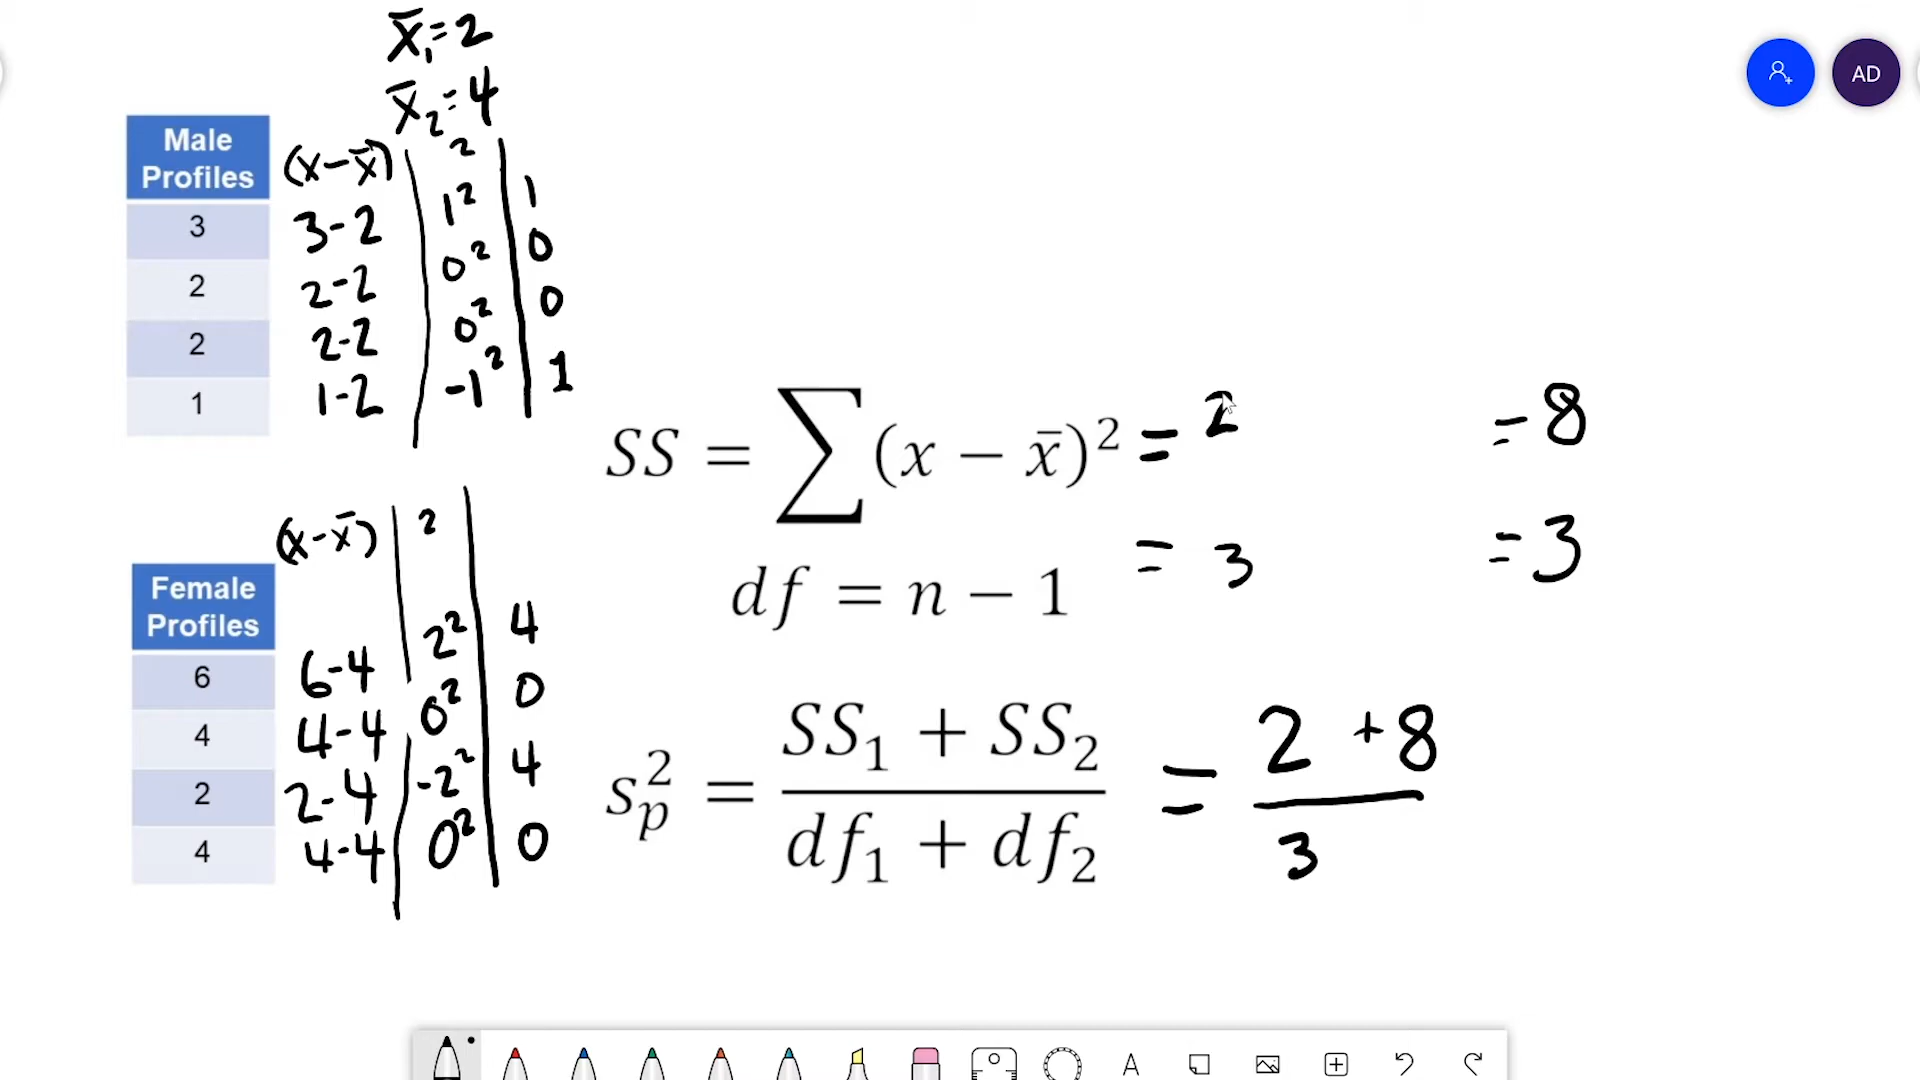 x̄₁=2
x̄₂=4
AD
Male Profiles
(x-x̄) | 2 |
3
3-2 | 1² | 1
2
2-2 | 0² | 0
2
2-2 | 0² | 0
1
1-2 | -1² | 1
SS = ∑(x − x̄)² = 2 = 8
df = n − 1 = 3 = 3
(x-x̄) | 2 |
Female Profiles
6
6-4 | 2² | 4
4
4-4 | 0² | 0
2
2-4 | -2² | 4
4
4-4 | 0² | 0
s²ₚ = (SS₁ + SS₂) / (df₁ + df₂) = 2 + 8 / 3
A